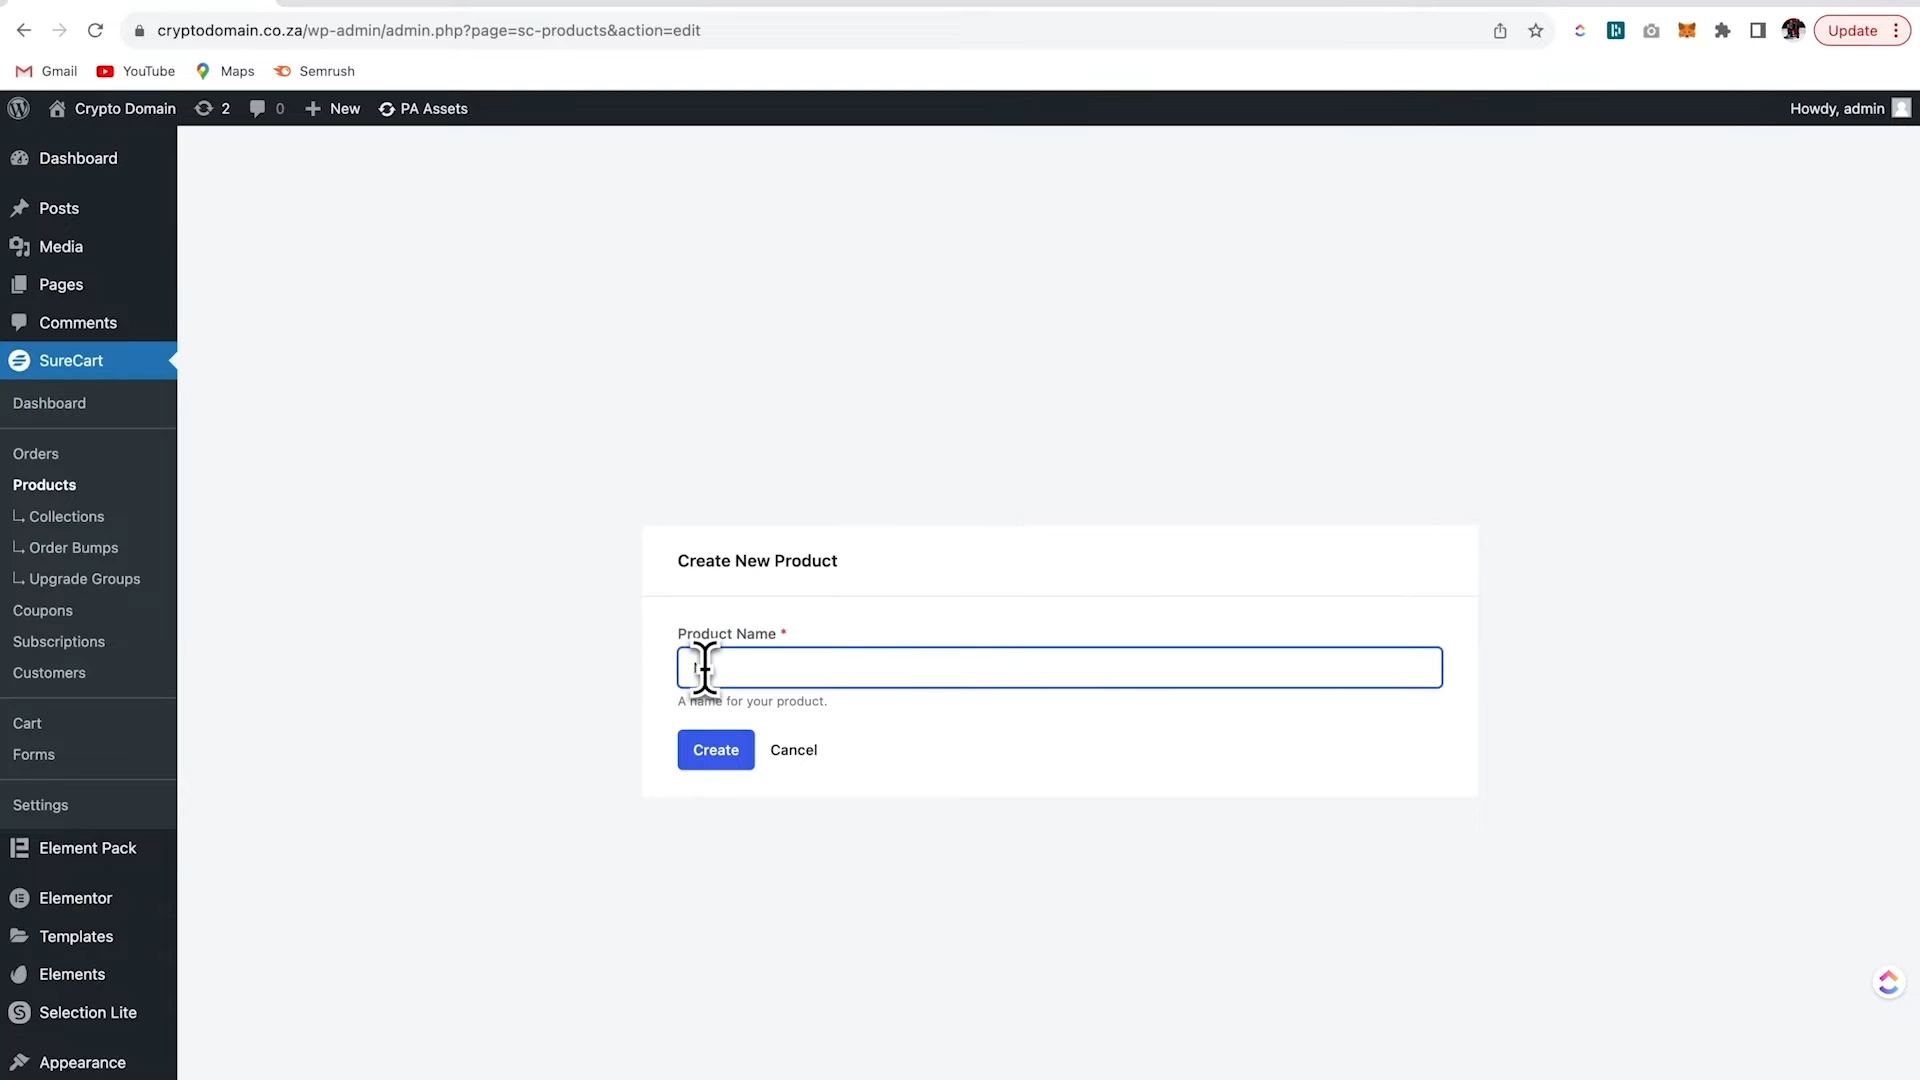 cryptodomain.co.za/wp-admin/admin.php?page=sc-products&action=edit
Update
Gmail YouTube Maps Semrush
Crypto Domain 2 0 New PA Assets Howdy, admin
Dashboard
Posts
Media
Pages
Comments
SureCart
Dashboard
Orders
Products
Collections
Order Bumps
Upgrade Groups
Coupons
Subscriptions
Customers
Cart
Forms
Settings
Element Pack
Elementor
Templates
Elements
Selection Lite
Appearance
Create New Product
Product Name *
A name for your product.
Create Cancel